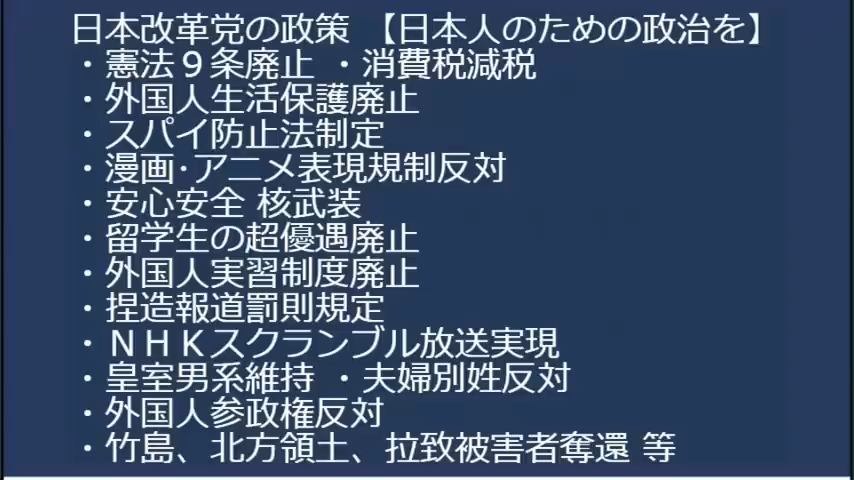 日本改革党の政策 【日本人のための政治を】
・憲法９条廃止 ・消費税減税
・外国人生活保護廃止
・スパイ防止法制定
・漫画･アニメ表現規制反対
・安心安全 核武装
・留学生の超優遇廃止
・外国人実習制度廃止
・捏造報道罰則規定
・ＮＨＫスクランブル放送実現
・皇室男系維持 ・夫婦別姓反対
・外国人参政権反対
・竹島、北方領土、拉致被害者奪還 等